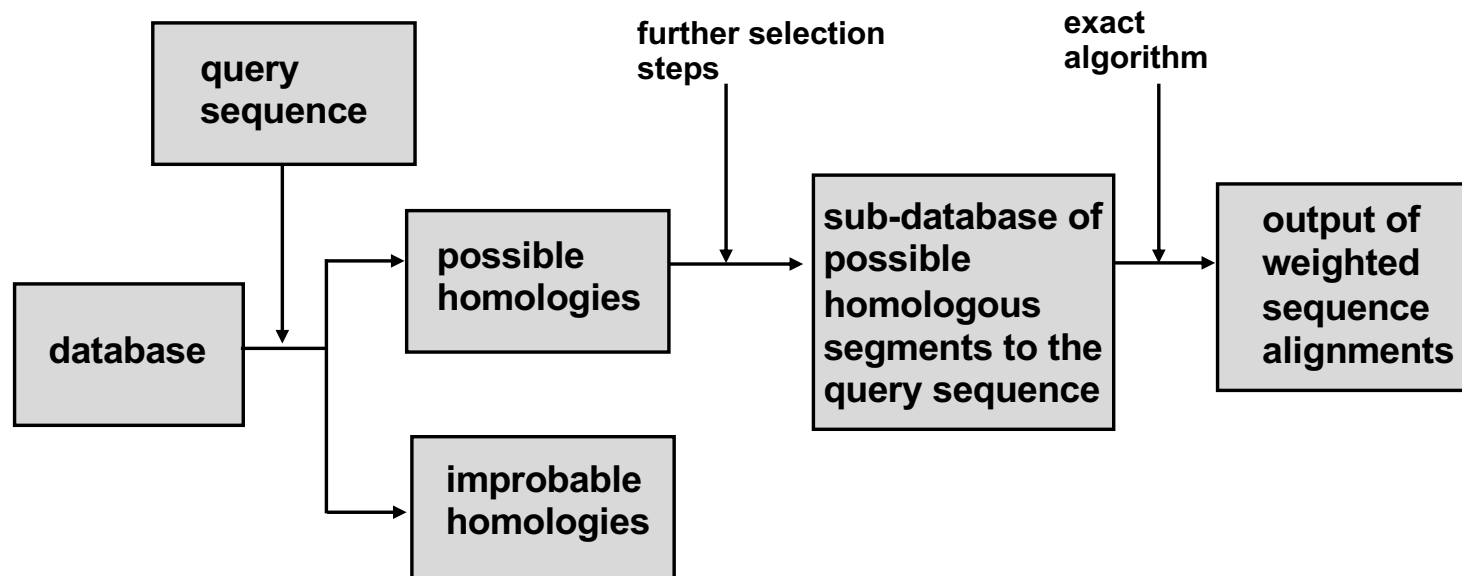 query
sequence
further selection
steps
exact
algorithm
database
possible
homologies
improbable
homologies
sub-database of
possible
homologous
segments to the
query sequence
output of
weighted
sequence
alignments